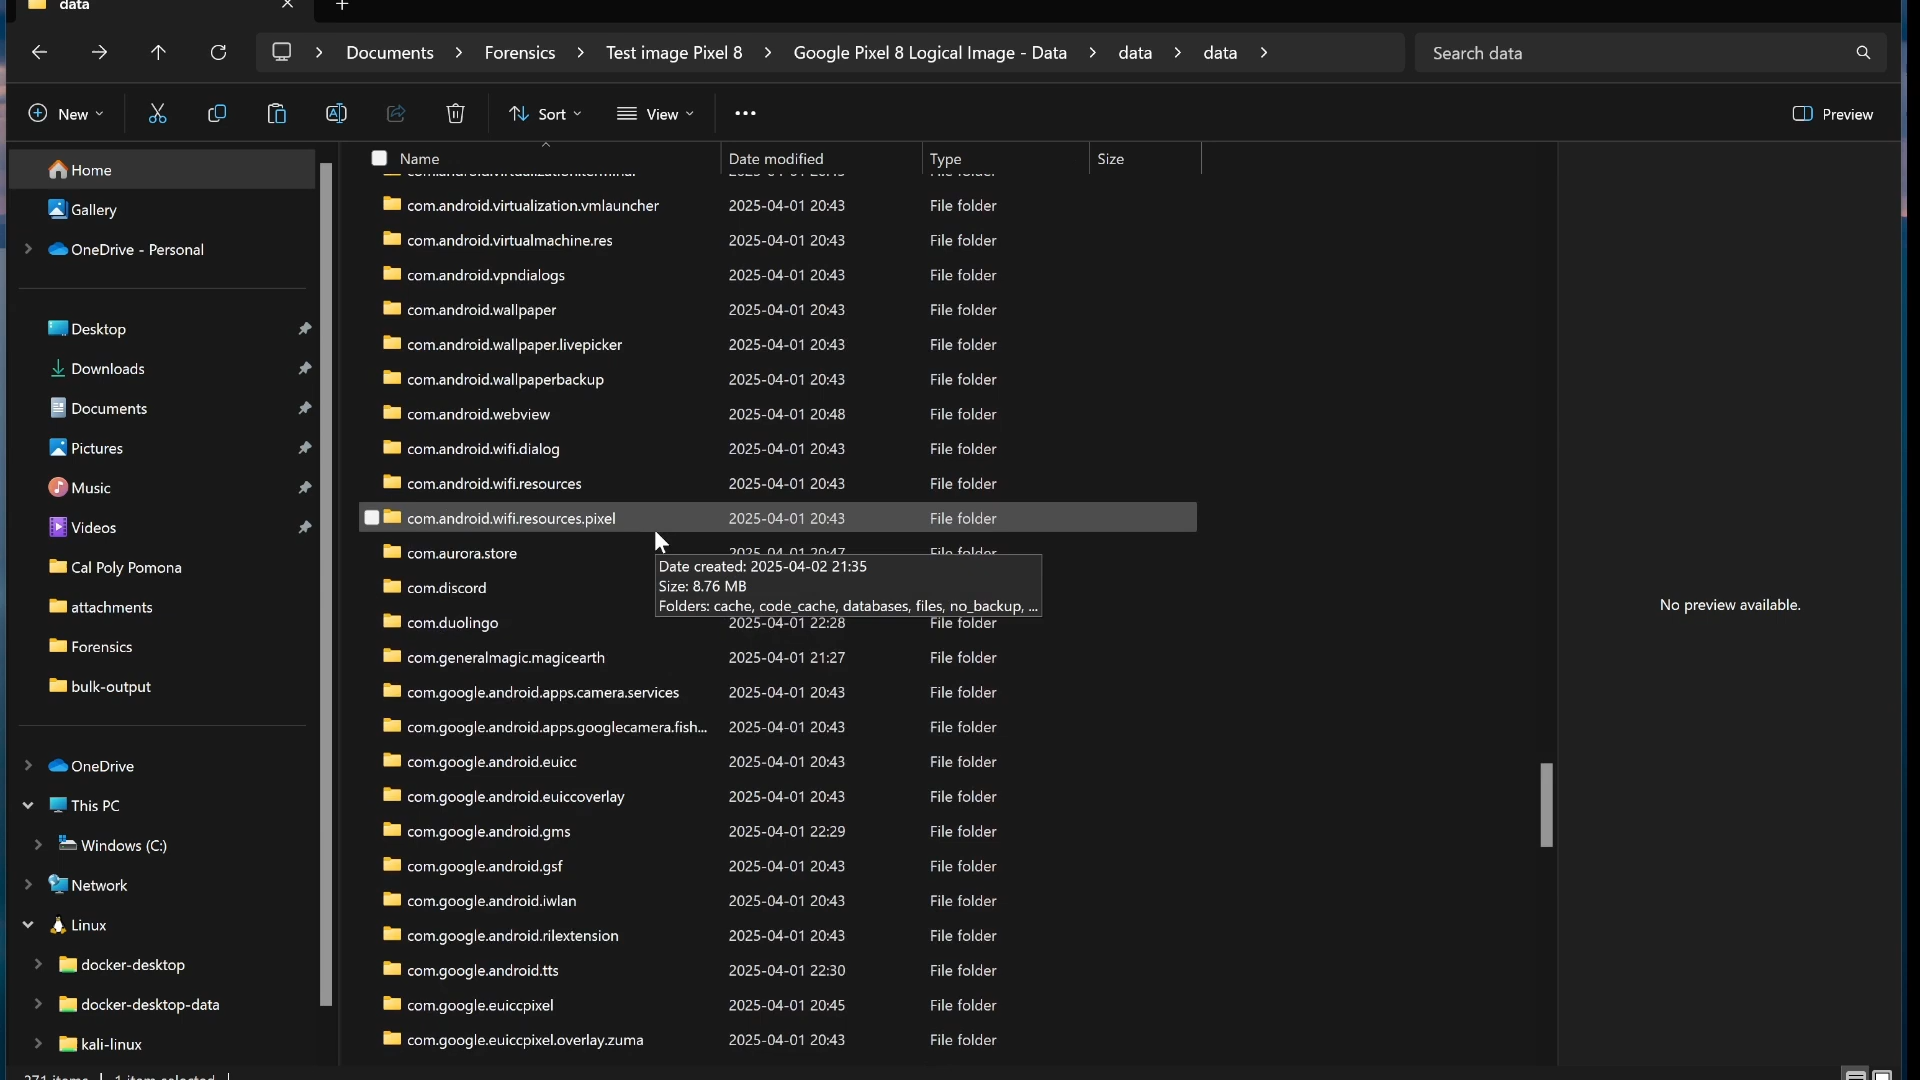 data
Documents > Forensics > Test image Pixel 8 > Google Pixel 8 Logical Image - Data > data > data >
Search data
New
Sort
View
Preview
Home
Gallery
OneDrive - Personal
Desktop
Downloads
Documents
Pictures
Music
Videos
Cal Poly Pomona
attachments
Forensics
bulk-output
OneDrive
This PC
Windows (C:)
Network
Linux
docker-desktop
docker-desktop-data
kali-linux
Name Date modified Type Size
com.android.virtualization.vmlauncher 2025-04-01 20:43 File folder
com.android.virtualmachine.res 2025-04-01 20:43 File folder
com.android.vpndialogs 2025-04-01 20:43 File folder
com.android.wallpaper 2025-04-01 20:43 File folder
com.android.wallpaper.livepicker 2025-04-01 20:43 File folder
com.android.wallpaperbackup 2025-04-01 20:43 File folder
com.android.webview 2025-04-01 20:48 File folder
com.android.wifi.dialog 2025-04-01 20:43 File folder
com.android.wifi.resources 2025-04-01 20:43 File folder
com.android.wifi.resources.pixel 2025-04-01 20:43 File folder
com.aurora.store 2025-04-01 20:47 File folder
Date created: 2025-04-02 21:35
Size: 8.76 MB
Folders: cache, code_cache, databases, files, no_backup, ...
com.discord
com.duolingo 2025-04-01 22:28 File folder
com.generalmagic.magicearth 2025-04-01 21:27 File folder
com.google.android.apps.camera.services 2025-04-01 20:43 File folder
com.google.android.apps.googlecamera.fish... 2025-04-01 20:43 File folder
com.google.android.euicc 2025-04-01 20:43 File folder
com.google.android.euiccoverlay 2025-04-01 20:43 File folder
com.google.android.gms 2025-04-01 22:29 File folder
com.google.android.gsf 2025-04-01 20:43 File folder
com.google.android.iwlan 2025-04-01 20:43 File folder
com.google.android.rilextension 2025-04-01 20:43 File folder
com.google.android.tts 2025-04-01 22:30 File folder
com.google.euiccpixel 2025-04-01 20:45 File folder
com.google.euiccpixel.overlay.zuma 2025-04-01 20:43 File folder
No preview available.